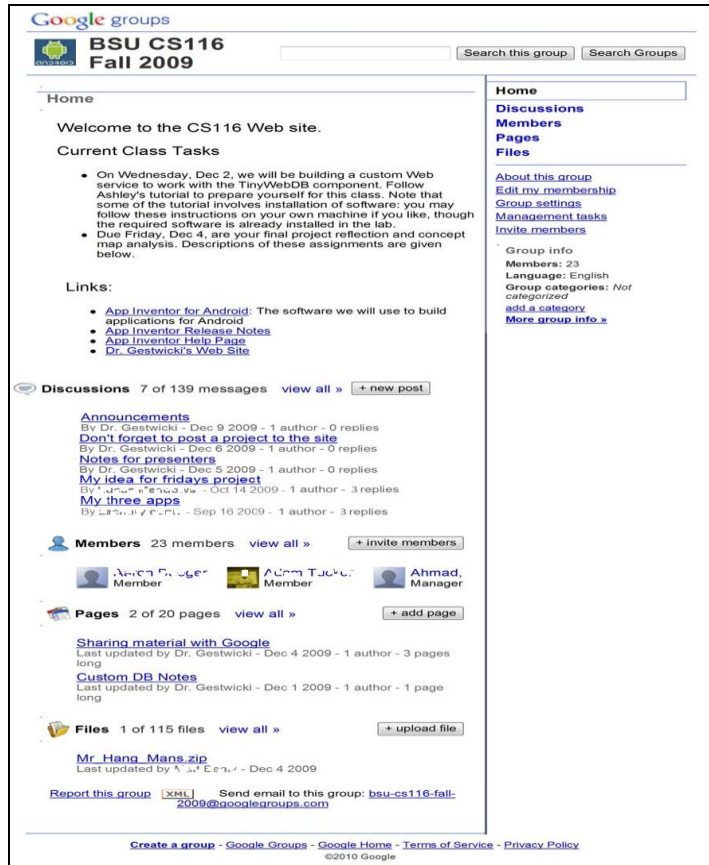 Google groups
BSU CS116
Fall 2009
Search this group
Search Groups
ANDROID
Home
Welcome to the CS116 Web site.
Current Class Tasks
On Wednesday, Dec 2, we will be building a custom Web
service to work with the TinyWebDB component. Follow
Ashley's tutorial to prepare yourself for this class. Note that
some of the tutorial involves installation of software: you may
follow these instructions on your own machine if you like, though
the required software is already installed in the lab.
Due Friday, Dec 4, are your final project reflection and concept
map analysis. Descriptions of these assignments are given
below.
Links:
App Inventor for Android: The software we will use to build
applications for Android
App Inventor Release Notes
App Inventor Help Page
Dr. Gestwicki's Web Site
Discussions 7 of 139 messages view all » + new post
Announcements
By Dr. Gestwicki - Dec 9 2009 - 1 author - 0 replies
Don't forget to post a project to the site
By Dr. Gestwicki - Dec 6 2009 - 1 author - 0 replies
Notes for presenters
By Dr. Gestwicki - Dec 5 2009 - 1 author - 0 replies
My idea for fridays project
By - Oct 14 2009 - 1 author - 3 replies
My three apps
By - Sep 16 2009 - 1 author - 3 replies
Members 23 members view all » + invite members
Member
Member
Ahmad,
Manager
Pages 2 of 20 pages view all » + add page
Sharing material with Google
Last updated by Dr. Gestwicki - Dec 4 2009 - 1 author - 3 pages
long
Custom DB Notes
Last updated by Dr. Gestwicki - Dec 1 2009 - 1 author - 1 page
long
Files 1 of 115 files view all » + upload file
Mr_Hang_Mans.zip
Last updated by - Dec 4 2009
Report this group XML Send email to this group: bsu-cs116-fall-
2009@googlegroups.com
Home
Discussions
Members
Pages
Files
About this group
Edit my membership
Group settings
Management tasks
Invite members
Group info
Members: 23
Language: English
Group categories: Not
categorized
add a category
More group info »
Create a group - Google Groups - Google Home - Terms of Service - Privacy Policy
©2010 Google